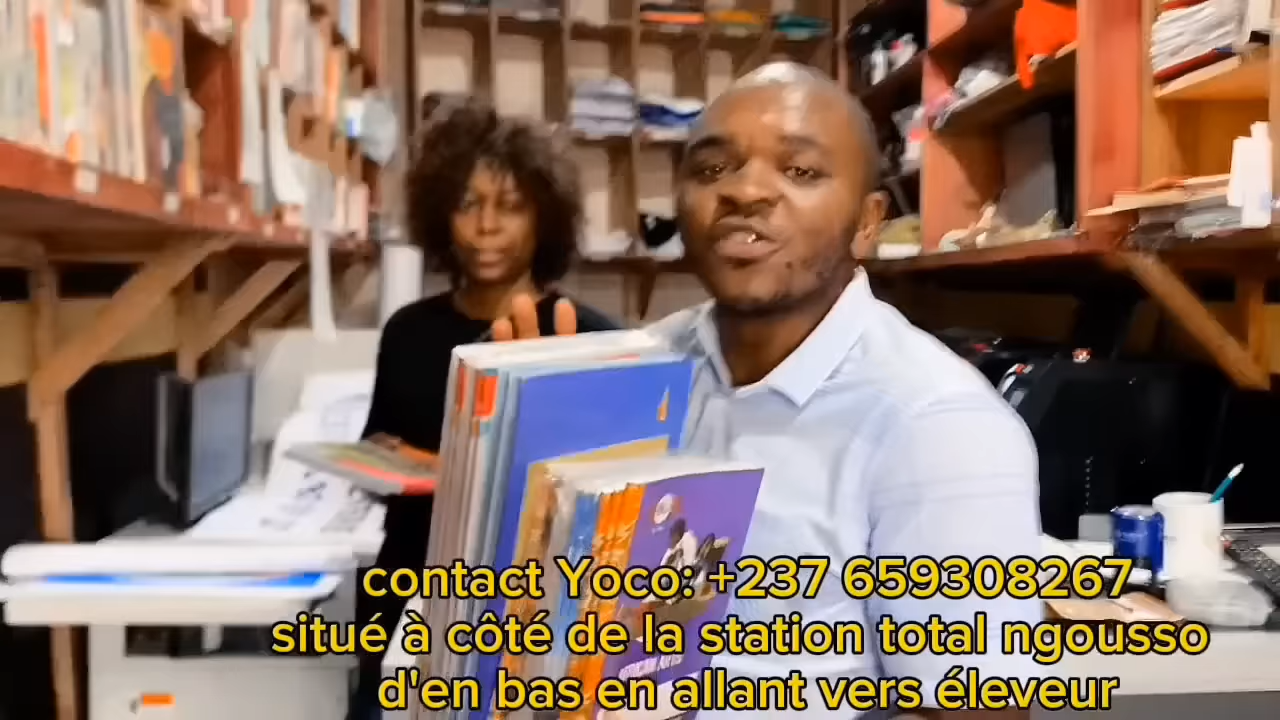 contact Yoco: +237 659308267
situé à côté de la station total ngousso
d'en bas en allant vers éleveur